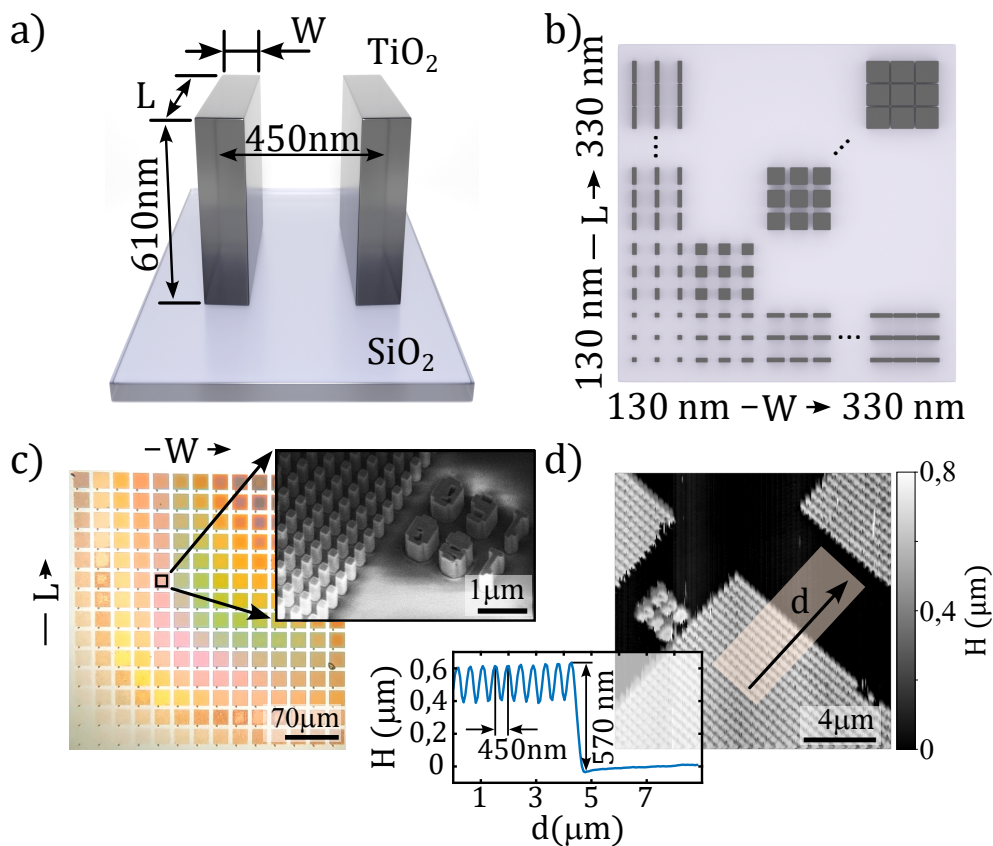 a)
W
TiO₂
L
450nm
610nm
SiO₂
b)
130 nm — L → 330 nm
130 nm – W → 330 nm
c)
– W →
— L →
1μm
70μm
d)
d
4μm
0,8
0,4
0
H (μm)
0,6
0,4
0,2
0
H (μm)
450nm
570 nm
1 3 5 7
d(μm)